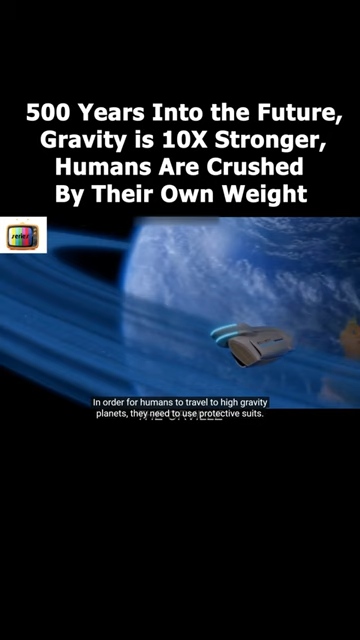 500 Years Into the Future,
Gravity is 10X Stronger,
Humans Are Crushed
By Their Own Weight
series
In order for humans to travel to high gravity
planets, they need to use protective suits.